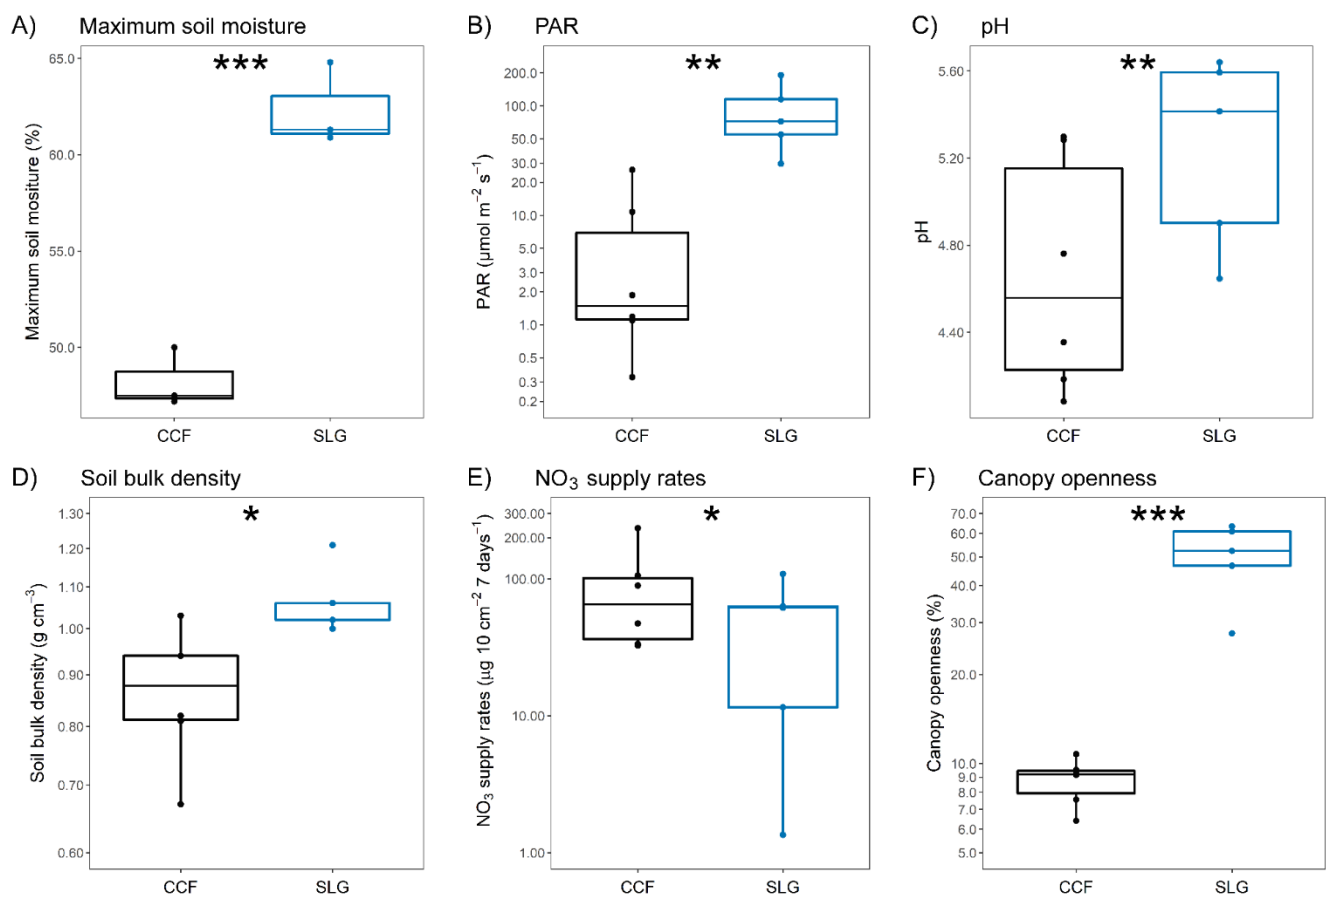 A) Maximum soil moisture
***
Maximum soil mositure (%)
65.0
60.0
55.0
50.0
CCF SLG
B) PAR
**
PAR (μmol m⁻² s⁻¹)
200.0
100.0
50.0
30.0
20.0
10.0
5.0
3.0
2.0
1.0
0.5
0.3
0.2
CCF SLG
C) pH
**
pH
5.60
5.20
4.80
4.40
CCF SLG
D) Soil bulk density
*
Soil bulk density (g cm⁻³)
1.30
1.20
1.10
1.00
0.90
0.80
0.70
0.60
CCF SLG
E) NO₃ supply rates
*
NO₃ supply rates (μg 10 cm⁻² 7 days⁻¹)
300.00
200.00
100.00
10.00
1.00
CCF SLG
F) Canopy openness
***
Canopy openness (%)
70.0
60.0
50.0
40.0
30.0
20.0
10.0
9.0
8.0
7.0
6.0
5.0
CCF SLG